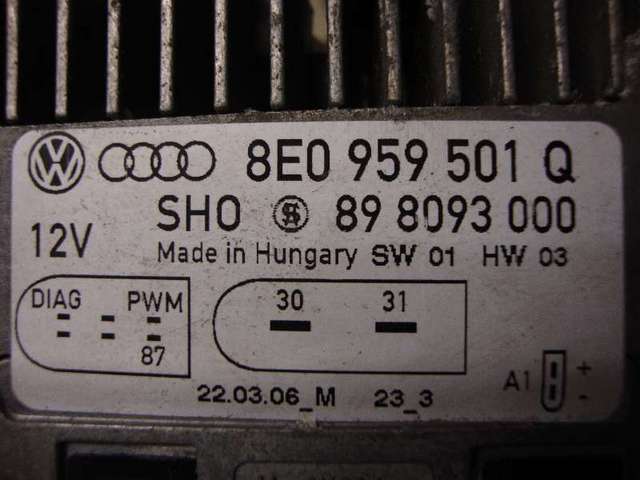 VW 8E0 959 501 Q
SHO S 89 8093 000
12V
Made in Hungary SW 01 HW 03
DIAG PWM 30 31
87
A1 + -
22.03.06_M 23_3